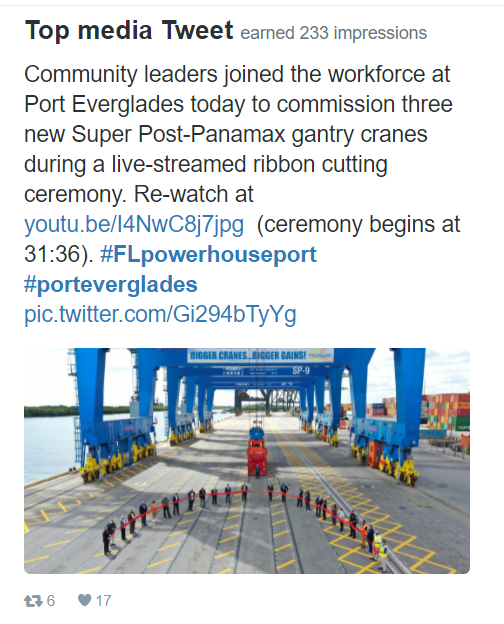 Top media Tweet earned 233 impressions
Community leaders joined the workforce at
Port Everglades today to commission three
new Super Post-Panamax gantry cranes
during a live-streamed ribbon cutting
ceremony. Re-watch at
youtu.be/I4NwC8j7jpg (ceremony begins at
31:36). #FLpowerhouseport
#porteverglades
pic.twitter.com/Gi294bTyYg
BIGGER CRANES...BIGGER GAINS!
SP-9
6 17